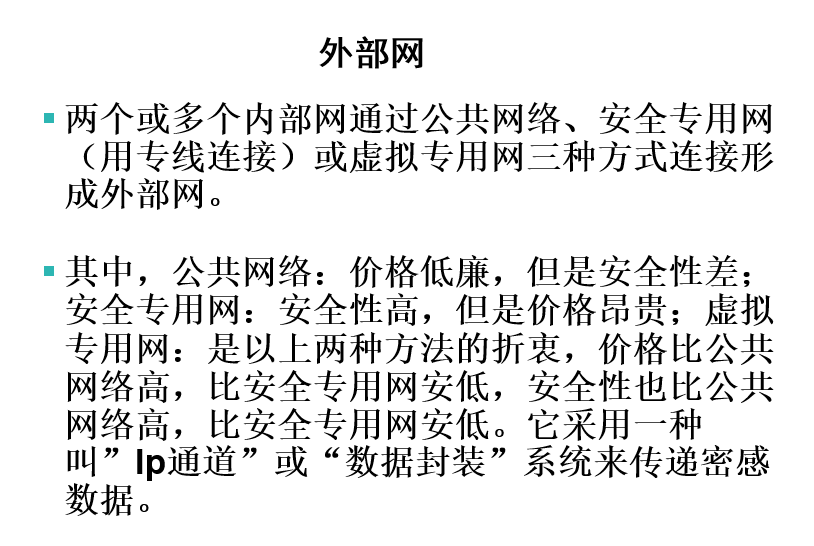 外部网
两个或多个内部网通过公共网络、安全专用网
（用专线连接）或虚拟专用网三种方式连接形
成外部网。
其中，公共网络：价格低廉，但是安全性差；
安全专用网：安全性高，但是价格昂贵；虚拟
专用网：是以上两种方法的折衷，价格比公共
网络高，比安全专用网安低，安全性也比公共
网络高，比安全专用网安低。它采用一种
叫”Ip通道”或“数据封装”系统来传递密感
数据。